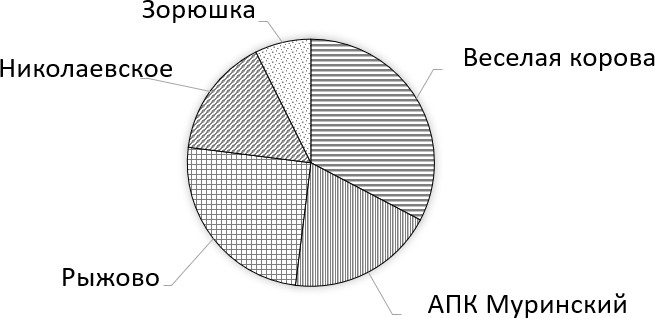 Зорюшка
Веселая корова
Николаевское
Рыжово
АПК Муринский